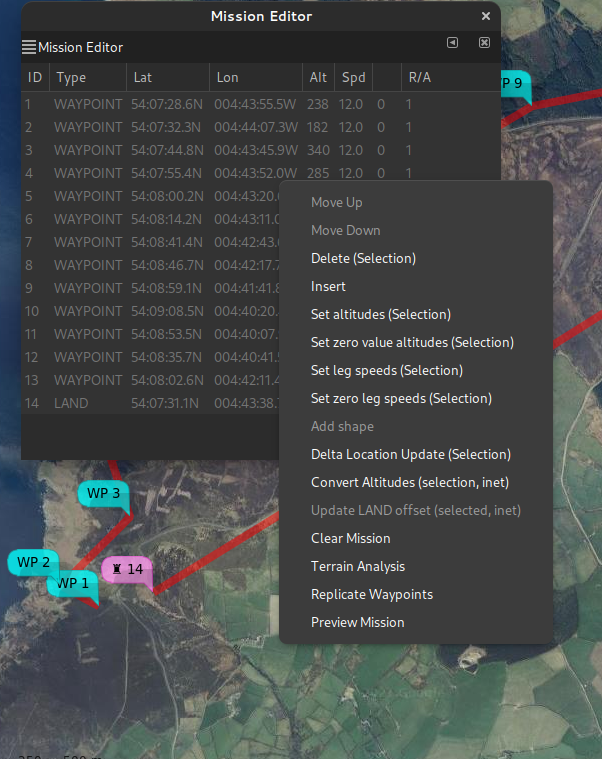 Mission Editor
Mission Editor
ID Type Lat Lon Alt Spd R/A
1 WAYPOINT 54:07:28.6N 004:43:55.5W 238 12.0 0 1
2 WAYPOINT 54:07:32.3N 004:44:07.3W 182 12.0 0 1
3 WAYPOINT 54:07:44.8N 004:43:45.9W 340 12.0 0 1
4 WAYPOINT 54:07:55.4N 004:43:52.0W 285 12.0 0 1
5 WAYPOINT 54:08:00.2N 004:43:20.
6 WAYPOINT 54:08:14.2N 004:43:11.0
7 WAYPOINT 54:08:41.4N 004:42:43.
8 WAYPOINT 54:08:46.7N 004:42:17.7
9 WAYPOINT 54:08:59.1N 004:41:41.8
10 WAYPOINT 54:09:08.5N 004:40:20.
11 WAYPOINT 54:08:53.5N 004:40:07.
12 WAYPOINT 54:08:35.7N 004:40:41.
13 WAYPOINT 54:08:02.6N 004:42:11.4
14 LAND 54:07:31.1N 004:43:38.
Move Up
Move Down
Delete (Selection)
Insert
Set altitudes (Selection)
Set zero value altitudes (Selection)
Set leg speeds (Selection)
Set zero leg speeds (Selection)
Add shape
Delta Location Update (Selection)
Convert Altitudes (selection, inet)
Update LAND offset (selected, inet)
Clear Mission
Terrain Analysis
Replicate Waypoints
Preview Mission
P 9
WP 3
WP 2
14
WP 1